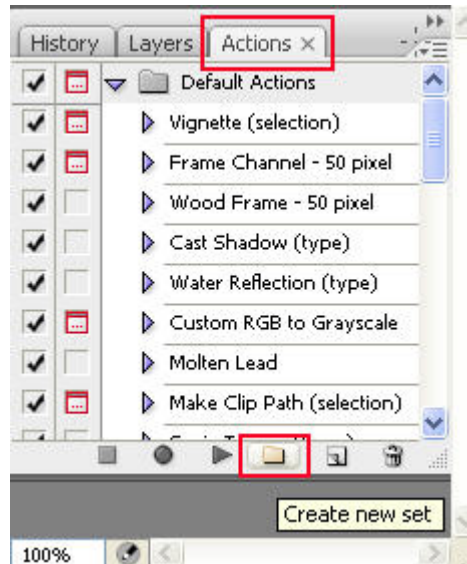 History Layers Actions
Default Actions
Vignette (selection)
Frame Channel - 50 pixel
Wood Frame - 50 pixel
Cast Shadow (type)
Water Reflection (type)
Custom RGB to Grayscale
Molten Lead
Make Clip Path (selection)
Create new set
100%